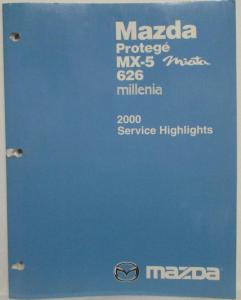 Mazda
Protegé
MX-5 Miata
626
millenia
2000
Service Highlights
mazda